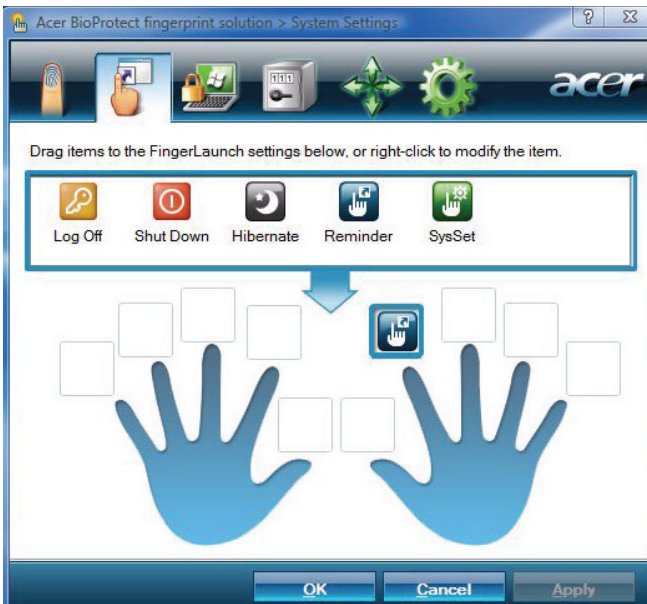 Acer BioProtect fingerprint solution > System Settings
acer
Drag items to the FingerLaunch settings below, or right-click to modify the item.
Log Off Shut Down Hibernate Reminder SysSet
OK Cancel Apply